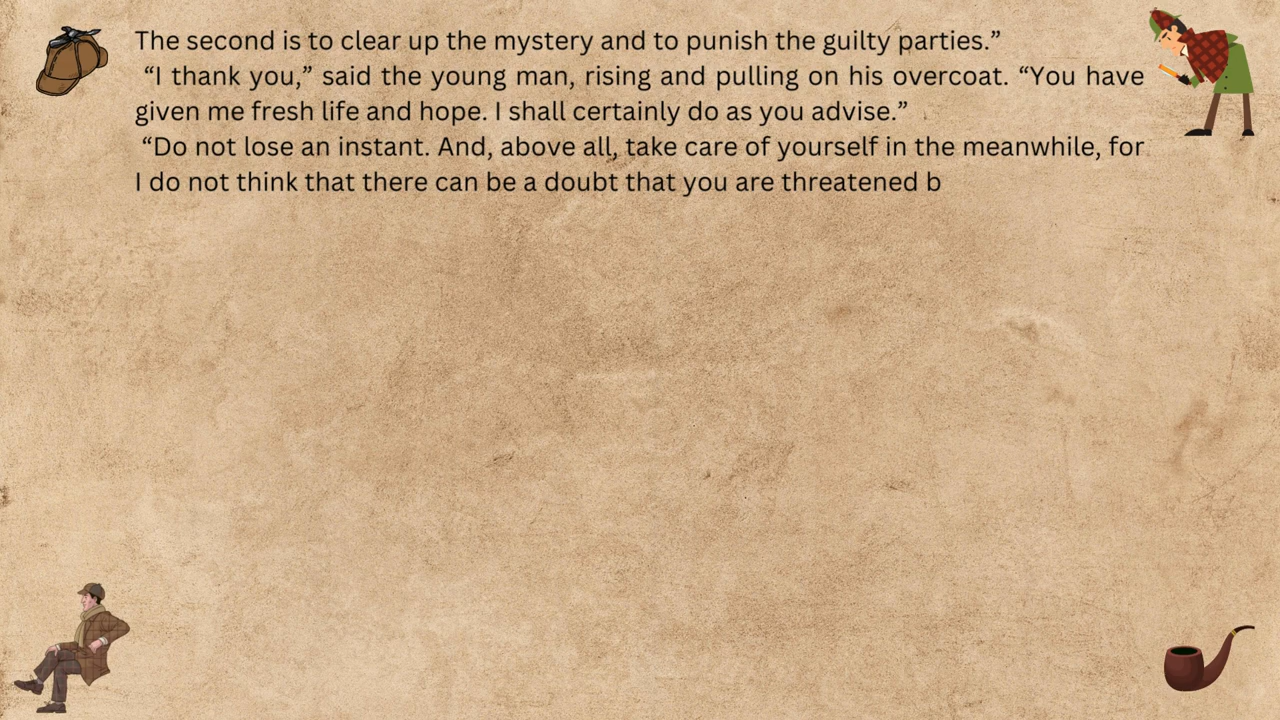 The second is to clear up the mystery and to punish the guilty parties.”
“I thank you,” said the young man, rising and pulling on his overcoat. “You have
given me fresh life and hope. I shall certainly do as you advise.”
“Do not lose an instant. And, above all, take care of yourself in the meanwhile, for
I do not think that there can be a doubt that you are threatened b